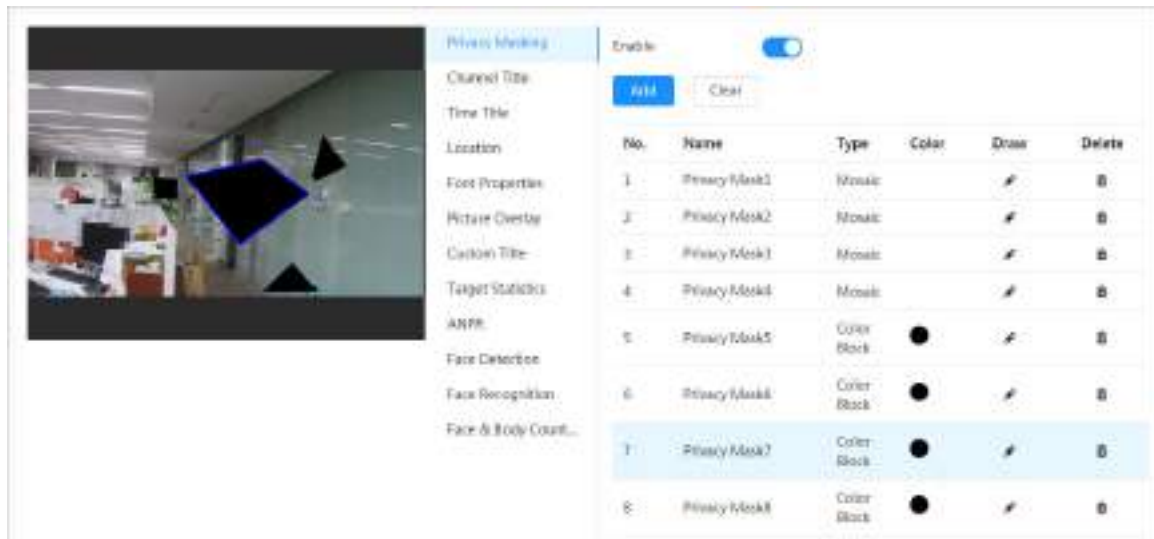 Privacy Masking
Channel Title
Time Title
Location
Font Properties
Picture Overlay
Custom Title
Target Statistics
ANPR
Face Detection
Face Recognition
Face & Body Count...
Enable
Add Clear
No. Name Type Color Draw Delete
1 Privacy Mask1 Mosaic
2 Privacy Mask2 Mosaic
3 Privacy Mask3 Mosaic
4 Privacy Mask4 Mosaic
5 Privacy Mask5 Color
Block
6 Privacy Mask6 Color
Block
7 Privacy Mask7 Color
Block
8 Privacy Mask8 Color
Block